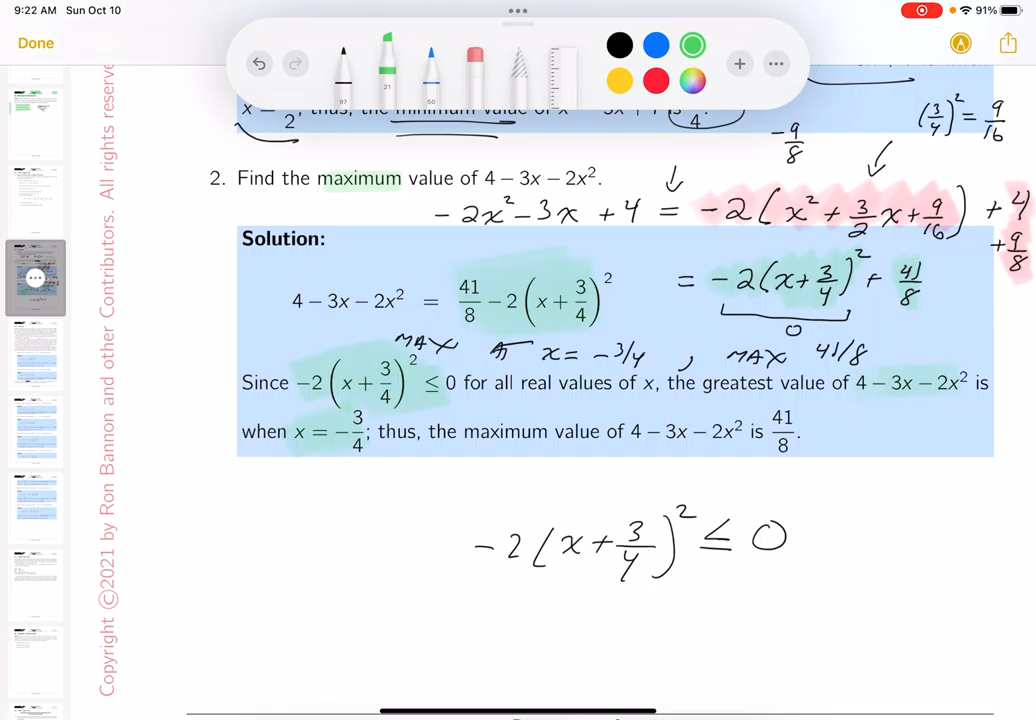 9:22 AM Sun Oct 10
91%
Done
97
21
50
x = 2, thus, the minimum value of x 4.
-9/8
(3/4)² = 9/16
2. Find the maximum value of 4 − 3x − 2x².
-2x² - 3x + 4 = -2(x² + 3/2 x + 9/16) + 4
+ 9/8
Solution:
4 − 3x − 2x² = 41/8 − 2(x + 3/4)²
= -2(x + 3/4)² + 41/8
0
MAX AT x = -3/4, MAX 41/8
Since −2(x + 3/4)² ≤ 0 for all real values of x, the greatest value of 4 − 3x − 2x² is
when x = −3/4; thus, the maximum value of 4 − 3x − 2x² is 41/8.
-2(x + 3/4)² ≤ 0
Copyright ©2021 by Ron Bannon and other Contributors. All rights reserve